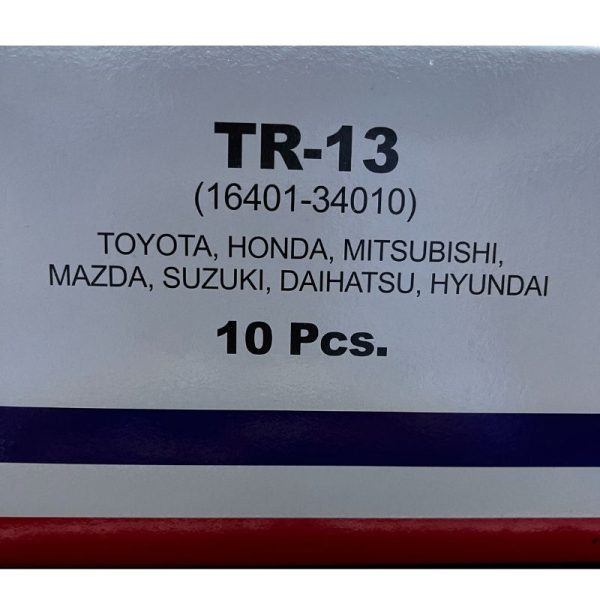 TR-13
(16401-34010)
TOYOTA, HONDA, MITSUBISHI,
MAZDA, SUZUKI, DAIHATSU, HYUNDAI
10 Pcs.